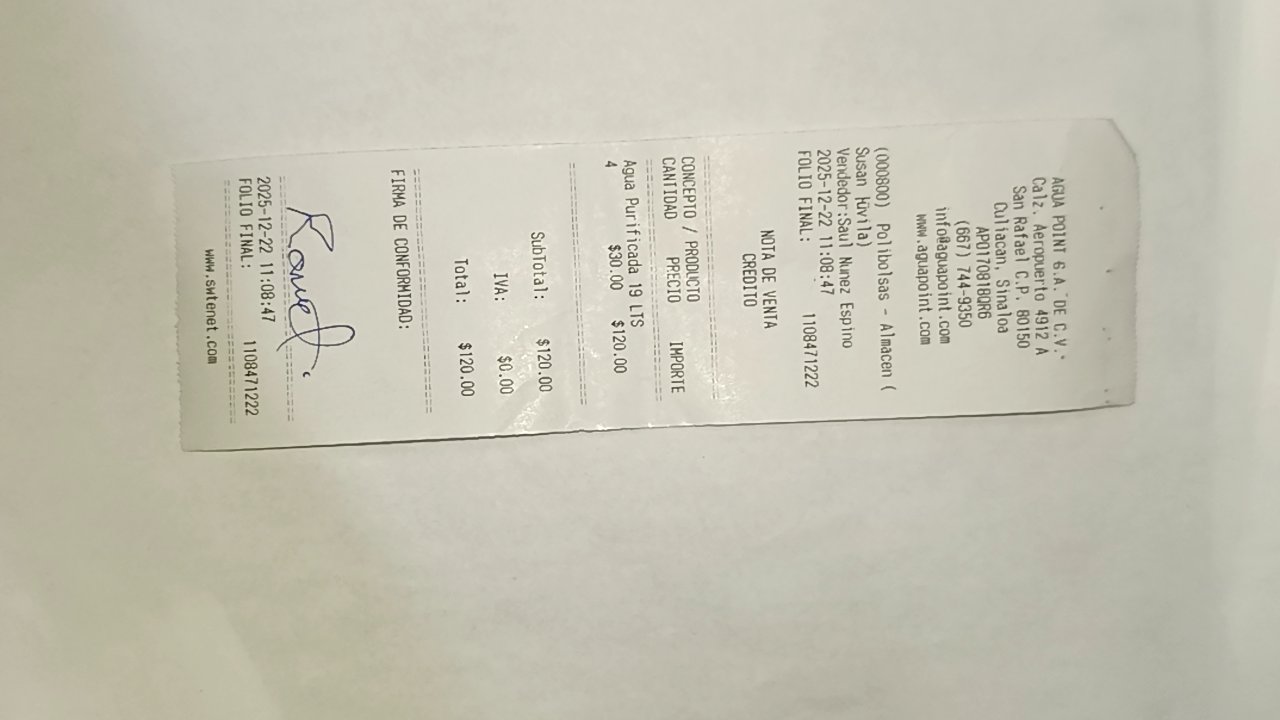 AGUA POINT S.A. DE C.V.
Calz. Aeropuerto 4912 A
San Rafael C.P. 80150
Culiacan, Sinaloa
APO170818QR6
(667) 744-9350
info@aguapoint.com
www.aguapoint.com
(000800) Polibolsas - Almacen (
Susan Rivila)
Vendedor:Saul Nunez Espino
2025-12-22 11:08:47
FOLIO FINAL: 1108471222
NOTA DE VENTA
CREDITO
CONCEPTO / PRODUCTO
CANTIDAD PRECIO IMPORTE
Agua Purificada 19 LTS
4 $30.00 $120.00
SubTotal: $120.00
IVA: $0.00
Total: $120.00
FIRMA DE CONFORMIDAD:
2025-12-22 11:08:47
FOLIO FINAL: 1108471222
www.swtenet.com